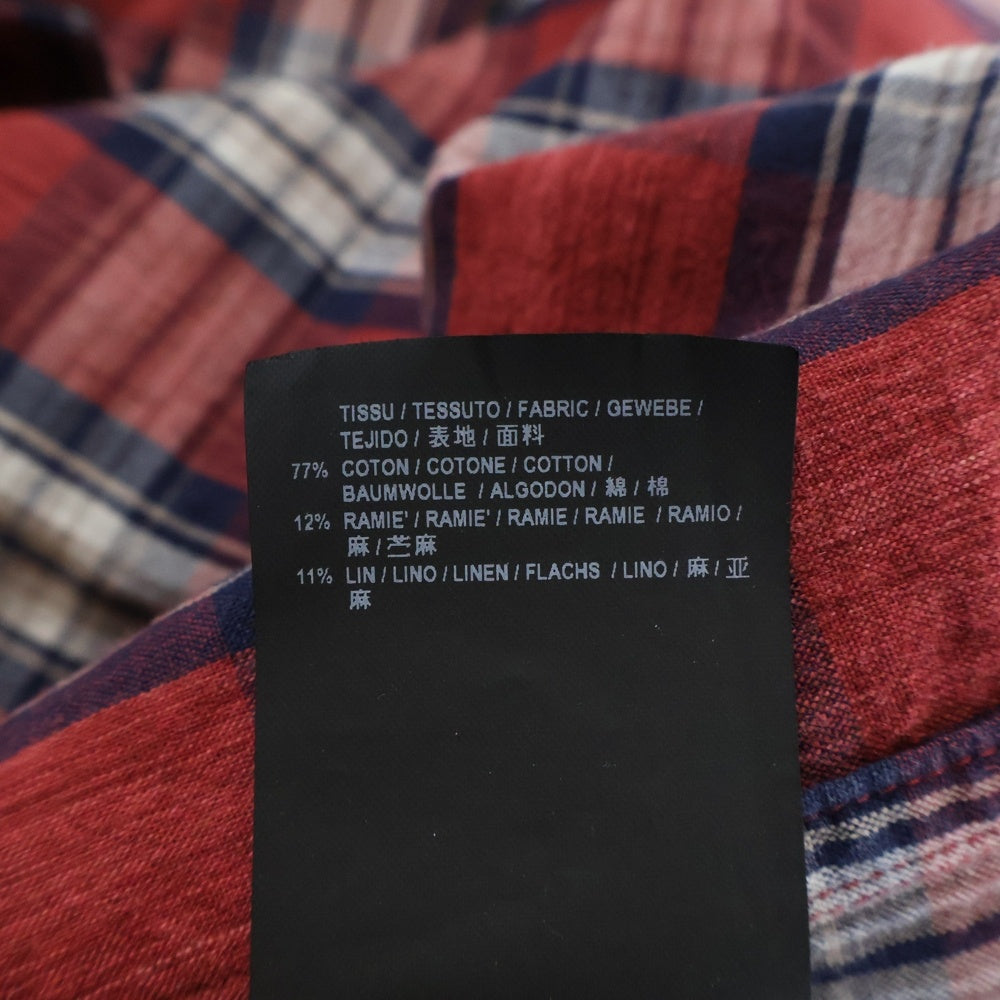 TISSU / TESSUTO / FABRIC / GEWEBE /
TEJIDO / 表地 / 面料
77% COTON / COTONE / COTTON /
BAUMWOLLE / ALGODON / 綿 / 棉
12% RAMIE' / RAMIE' / RAMIE / RAMIE / RAMIO /
麻 / 苎麻
11% LIN / LINO / LINEN / FLACHS / LINO / 麻 / 亚
麻